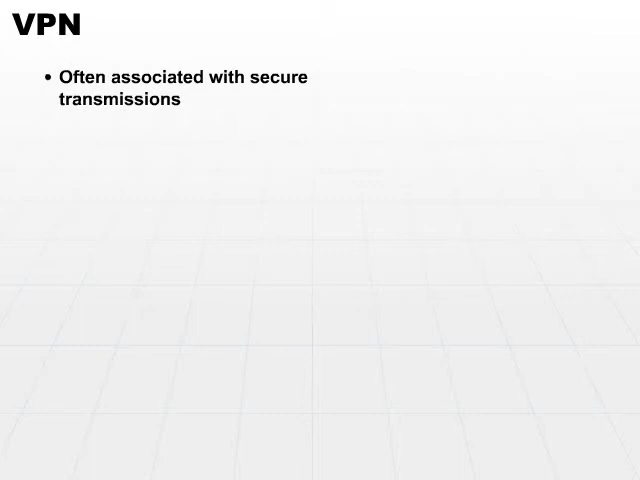 VPN
• Often associated with secure
transmissions